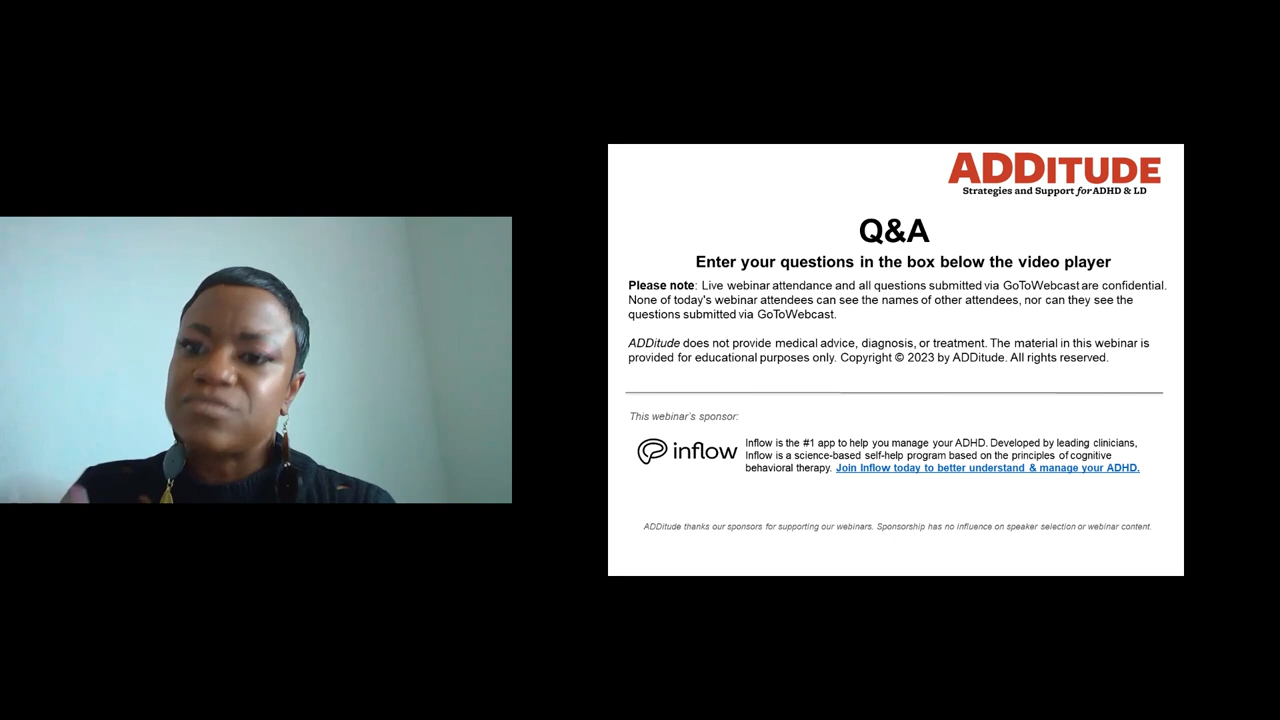 ADDITUDE
Strategies and Support for ADHD & LD
Q&A
Enter your questions in the box below the video player
Please note: Live webinar attendance and all questions submitted via GoToWebcast are confidential.
None of today's webinar attendees can see the names of other attendees, nor can they see the
questions submitted via GoToWebcast.
ADDitude does not provide medical advice, diagnosis, or treatment. The material in this webinar is
provided for educational purposes only. Copyright © 2023 by ADDitude. All rights reserved.
This webinar's sponsor:
inflow
Inflow is the #1 app to help you manage your ADHD. Developed by leading clinicians,
Inflow is a science-based self-help program based on the principles of cognitive
behavioral therapy. Join Inflow today to better understand & manage your ADHD.
ADDitude thanks our sponsors for supporting our webinars. Sponsorship has no influence on speaker selection or webinar content.